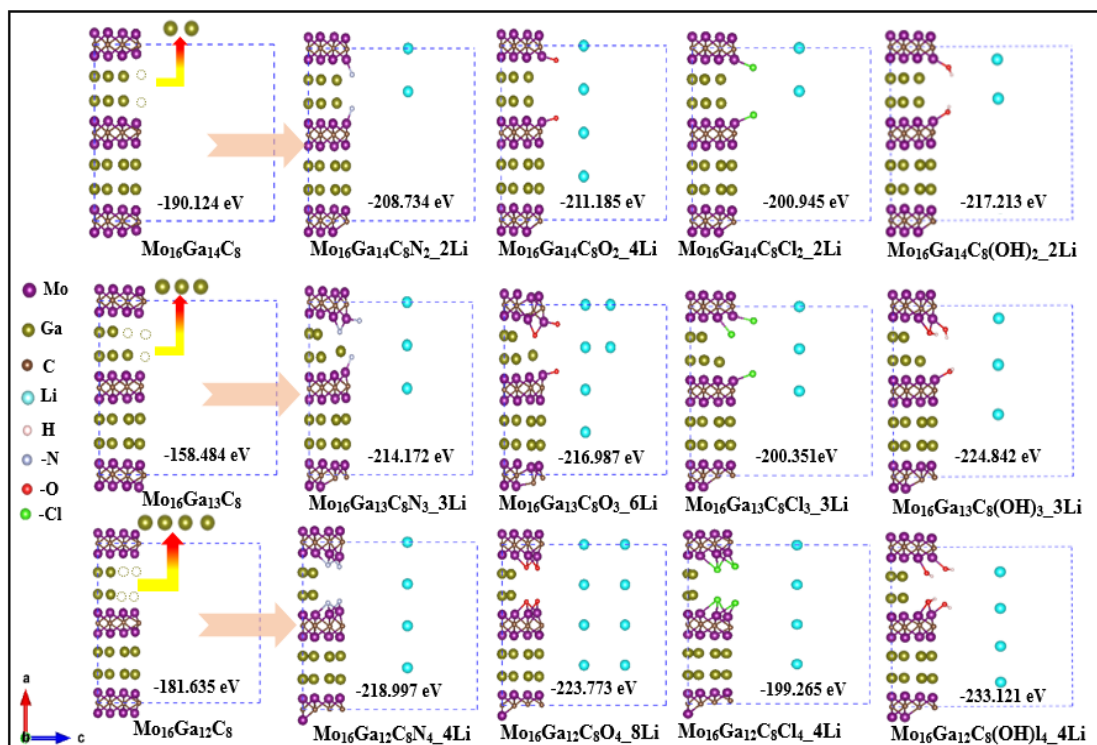 -190.124 eV -208.734 eV -211.185 eV -200.945 eV -217.213 eV
Mo₁₆Ga₁₄C₈ Mo₁₆Ga₁₄C₈N₂_2Li Mo₁₆Ga₁₄C₈O₂_4Li Mo₁₆Ga₁₄C₈Cl₂_2Li Mo₁₆Ga₁₄C₈(OH)₂_2Li
Mo
Ga
C
Li
H
-N
-O
-Cl
-158.484 eV -214.172 eV -216.987 eV -200.351eV -224.842 eV
Mo₁₆Ga₁₃C₈ Mo₁₆Ga₁₃C₈N₃_3Li Mo₁₆Ga₁₃C₈O₃_6Li Mo₁₆Ga₁₃C₈Cl₃_3Li Mo₁₆Ga₁₃C₈(OH)₃_3Li
-181.635 eV -218.997 eV -223.773 eV -199.265 eV -233.121 eV
Mo₁₆Ga₁₂C₈ Mo₁₆Ga₁₂C₈N₄_4Li Mo₁₆Ga₁₂C₈O₄_8Li Mo₁₆Ga₁₂C₈Cl₄_4Li Mo₁₆Ga₁₂C₈(OH)l₄_4Li
a
b c